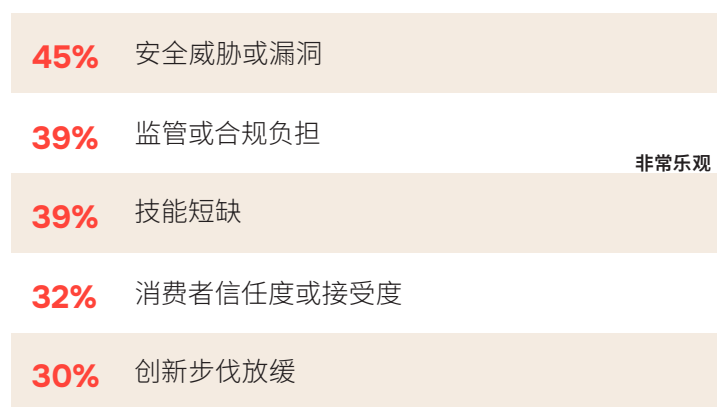 45% 安全威胁或漏洞
39% 监管或合规负担
非常乐观
39% 技能短缺
32% 消费者信任度或接受度
30% 创新步伐放缓